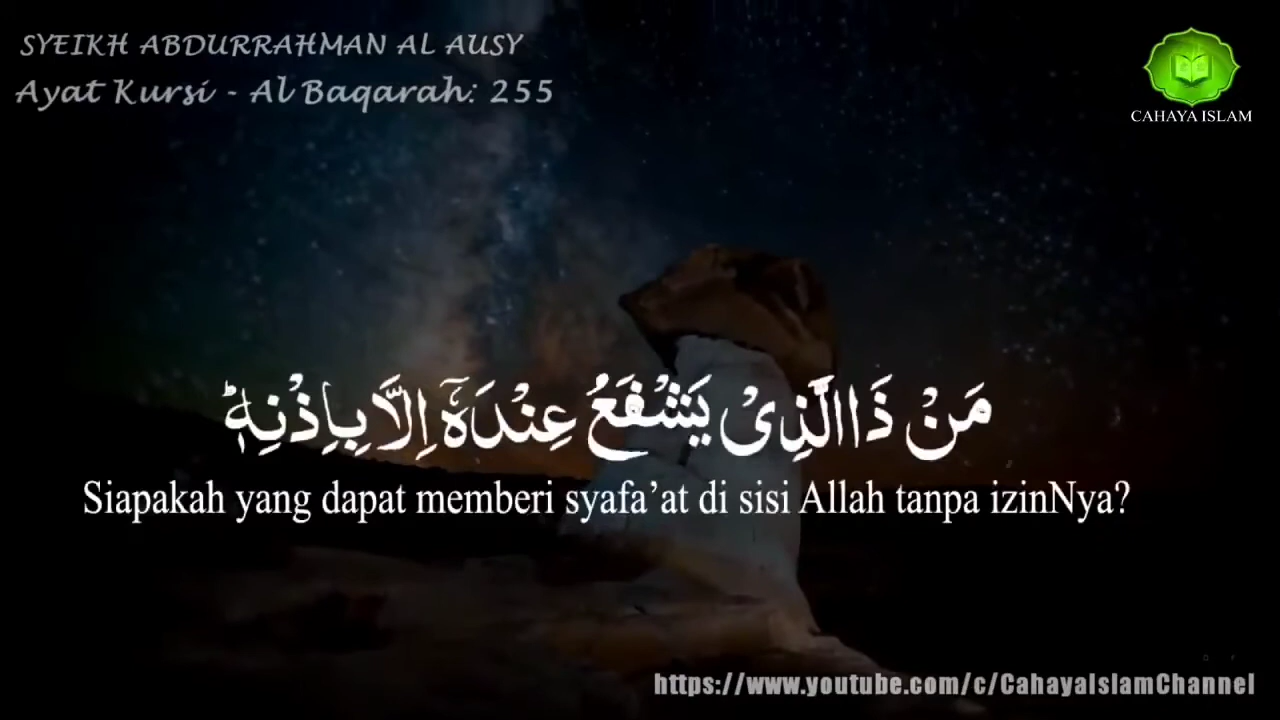 SYEIKH ABDURRAHMAN AL AUSY
Ayat Kursi - Al Baqarah: 255
CAHAYA ISLAM
مَنْ ذَا الَّذِیْ یَشْفَعُ عِنْدَهٗۤ اِلَّا بِاِذْنِهٖؕ
Siapakah yang dapat memberi syafa’at di sisi Allah tanpa izinNya?
https://www.youtube.com/c/CahayaIslamChannel